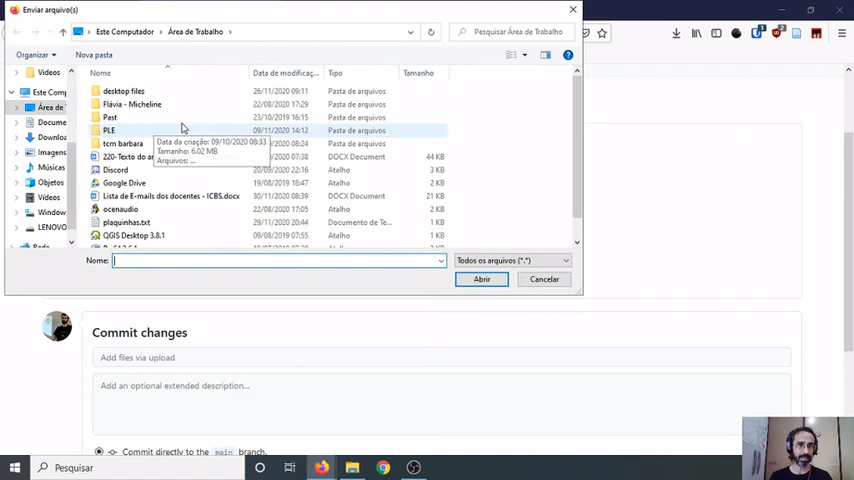 Enviar arquivo(s)
Este Computador > Área de Trabalho >
Pesquisar Área de Trabalho
Organizar
Nova pasta
Nome
Data de modificaç...
Tipo
Tamanho
Vídeos
Este Comp
Área de T
Docume
Downloa
Imagens
Músicas
Objetos
Vídeos
Window
LENOVO
Rede
desktop files 26/11/2020 09:11 Pasta de arquivos
Flávia - Micheline 22/08/2020 17:29 Pasta de arquivos
Past 23/10/2019 16:15 Pasta de arquivos
PLE 09/11/2020 14:12 Pasta de arquivos
tcm barbara 2020 08:24 Pasta de arquivos
220-Texto do ar 2020 07:38 DOCX Document 44 KB
Discord 20/09/2020 22:16 Atalho 3 KB
Google Drive 19/08/2019 18:47 Atalho 2 KB
Lista de E-mails dos docentes - ICBS.docx 30/11/2020 08:39 DOCX Document 21 KB
ocenaudio 22/08/2020 17:05 Atalho 2 KB
plaquinhas.txt 29/11/2020 20:44 Documento de Te... 1 KB
QGIS Desktop 3.8.1 08/09/2019 07:55 Atalho 1 KB
Data da criação: 09/10/2020 08:33
Tamanho: 6,02 MB
Arquivos: ...
Nome:
Todos os arquivos (*.*)
Abrir
Cancelar
Commit changes
Add files via upload
Add an optional extended description...
Commit directly to the main branch.
Pesquisar